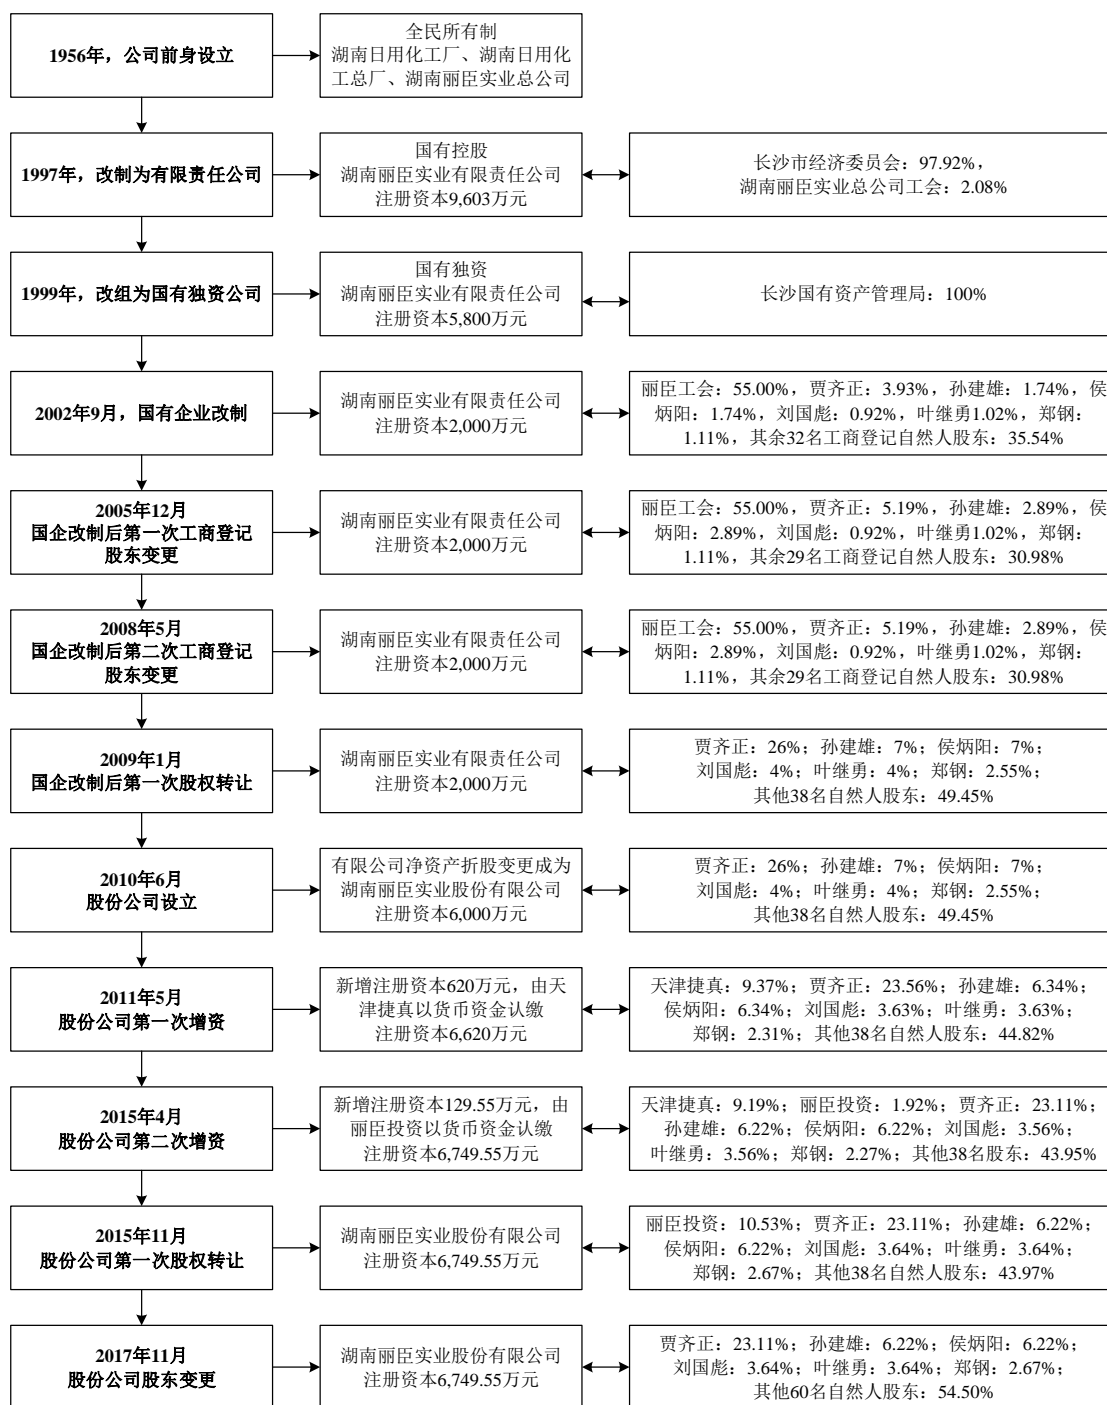 1956年，公司前身设立
全民所有制
湖南日用化工厂、湖南日用化
工总厂、湖南丽臣实业总公司
1997年，改制为有限责任公司
国有控股
湖南丽臣实业有限责任公司
注册资本9,603万元
长沙市经济委员会：97.92%，
湖南丽臣实业总公司工会：2.08%
1999年，改组为国有独资公司
国有独资
湖南丽臣实业有限责任公司
注册资本5,800万元
长沙国有资产管理局：100%
2002年9月，国有企业改制
湖南丽臣实业有限责任公司
注册资本2,000万元
丽臣工会：55.00%，贾齐正：3.93%，孙建雄：1.74%，侯
炳阳：1.74%，刘国彪：0.92%，叶继勇1.02%，郑钢：
1.11%，其余32名工商登记自然人股东：35.54%
2005年12月
国企改制后第一次工商登记
股东变更
湖南丽臣实业有限责任公司
注册资本2,000万元
丽臣工会：55.00%，贾齐正：5.19%，孙建雄：2.89%，侯
炳阳：2.89%，刘国彪：0.92%，叶继勇1.02%，郑钢：
1.11%，其余29名工商登记自然人股东：30.98%
2008年5月
国企改制后第二次工商登记
股东变更
湖南丽臣实业有限责任公司
注册资本2,000万元
丽臣工会：55.00%，贾齐正：5.19%，孙建雄：2.89%，侯
炳阳：2.89%，刘国彪：0.92%，叶继勇1.02%，郑钢：
1.11%，其余29名工商登记自然人股东：30.98%
2009年1月
国企改制后第一次股权转让
湖南丽臣实业有限责任公司
注册资本2,000万元
贾齐正：26%；孙建雄：7%；侯炳阳：7%；
刘国彪：4%；叶继勇：4%；郑钢：2.55%；
其他38名自然人股东：49.45%
2010年6月
股份公司设立
有限公司净资产折股变更成为
湖南丽臣实业股份有限公司
注册资本6,000万元
贾齐正：26%；孙建雄：7%；侯炳阳：7%；
刘国彪：4%；叶继勇：4%；郑钢：2.55%；
其他38名自然人股东：49.45%
2011年5月
股份公司第一次增资
新增注册资本620万元，由天
津捷真以货币资金认缴
注册资本6,620万元
天津捷真：9.37%；贾齐正：23.56%；孙建雄：6.34%；
侯炳阳：6.34%；刘国彪：3.63%；叶继勇：3.63%；
郑钢：2.31%；其他38名自然人股东：44.82%
2015年4月
股份公司第二次增资
新增注册资本129.55万元，由
丽臣投资以货币资金认缴
注册资本6,749.55万元
天津捷真：9.19%；丽臣投资：1.92%；贾齐正：23.11%；
孙建雄：6.22%；侯炳阳：6.22%；刘国彪：3.56%；
叶继勇：3.56%；郑钢：2.27%；其他38名股东：43.95%
2015年11月
股份公司第一次股权转让
湖南丽臣实业股份有限公司
注册资本6,749.55万元
丽臣投资：10.53%；贾齐正：23.11%；孙建雄：6.22%；
侯炳阳：6.22%；刘国彪：3.64%；叶继勇：3.64%；
郑钢：2.67%；其他38名自然人股东：43.97%
2017年11月
股份公司股东变更
湖南丽臣实业股份有限公司
注册资本6,749.55万元
贾齐正：23.11%；孙建雄：6.22%；侯炳阳：6.22%；
刘国彪：3.64%；叶继勇：3.64%；郑钢：2.67%；
其他60名自然人股东：54.50%